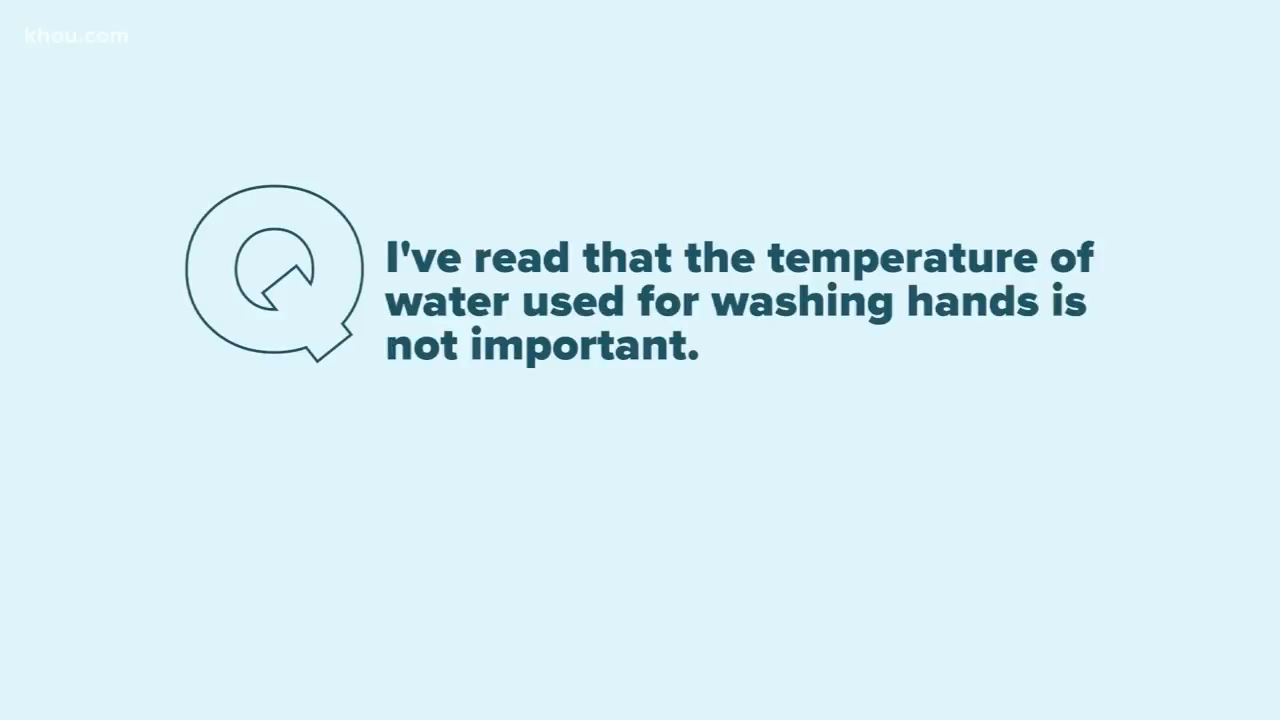 khou.com
Q
I've read that the temperature of
water used for washing hands is
not important.